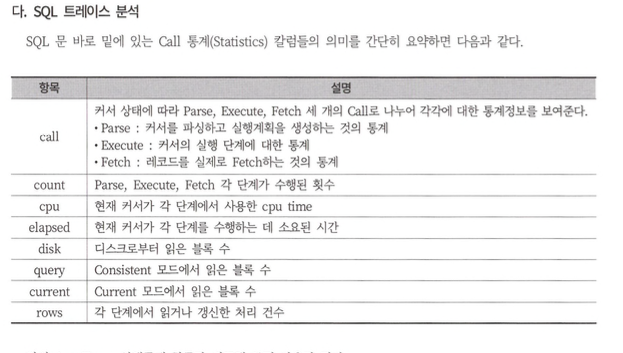 다. SQL 트레이스 분석
SQL 문 바로 밑에 있는 Call 통계(Statistics) 칼럼들의 의미를 간단히 요약하면 다음과 같다.
항목 설명
call
커서 상태에 따라 Parse, Execute, Fetch 세 개의 Call로 나누어 각각에 대한 통계정보를 보여준다.
• Parse : 커서를 파싱하고 실행계획을 생성하는 것의 통계
• Execute : 커서의 실행 단계에 대한 통계
• Fetch : 레코드를 실제로 Fetch하는 것의 통계
count Parse, Execute, Fetch 각 단계가 수행된 횟수
cpu 현재 커서가 각 단계에서 사용한 cpu time
elapsed 현재 커서가 각 단계를 수행하는 데 소요된 시간
disk 디스크로부터 읽은 블록 수
query Consistent 모드에서 읽은 블록 수
current Current 모드에서 읽은 블록 수
rows 각 단계에서 읽거나 갱신한 처리 건수